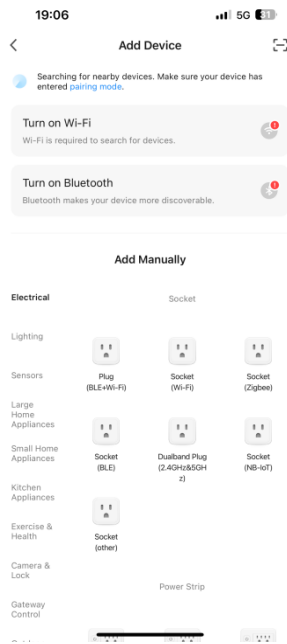 19:06
5G 31
Add Device
Searching for nearby devices. Make sure your device has
entered pairing mode.
Turn on Wi-Fi
Wi-Fi is required to search for devices.
Turn on Bluetooth
Bluetooth makes your device more discoverable.
Add Manually
Electrical
Socket
Lighting
Plug
(BLE+Wi-Fi)
Socket
(Wi-Fi)
Socket
(Zigbee)
Sensors
Large
Home
Appliances
Socket
(BLE)
Dualband Plug
(2.4GHz&5GH
z)
Socket
(NB-IoT)
Small Home
Appliances
Kitchen
Appliances
Socket
(other)
Exercise &
Health
Camera &
Lock
Power Strip
Gateway
Control